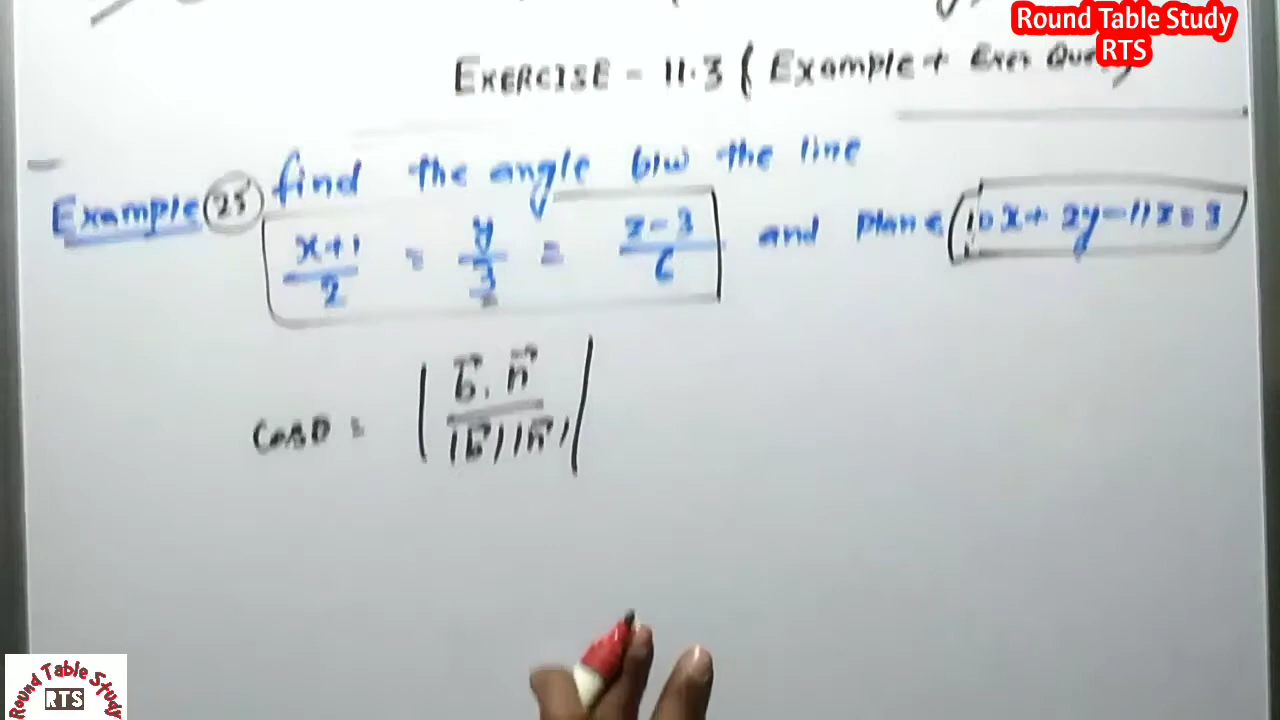 Round Table Study
RTS
EXERCISE - 11.3 ( Example + Exer
Example 25 find the angle b/w the line
x+1/2 = y/3 = z-3/6 and plane 10x + 2y - 11z = 3
cosθ = | b⃗ . n⃗ / |b⃗| |n⃗| |
Round Table Study
RTS